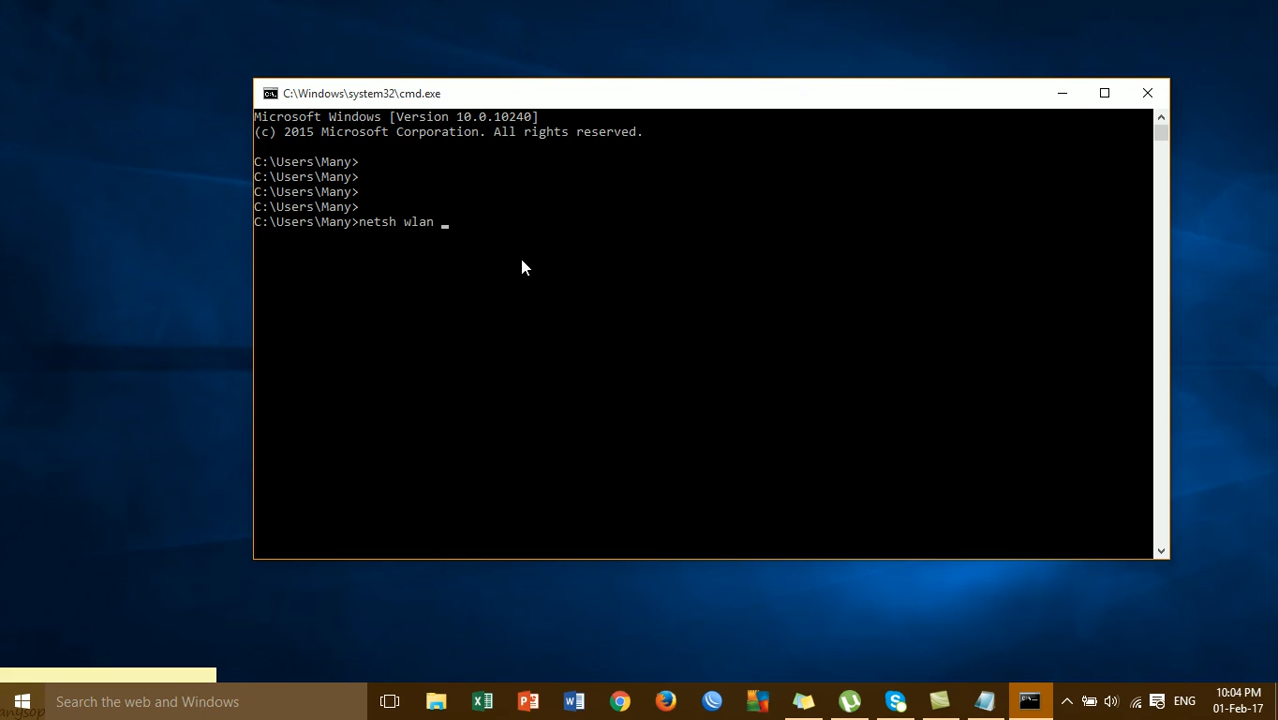 C:\Windows\system32\cmd.exe
Microsoft Windows [Version 10.0.10240]
(c) 2015 Microsoft Corporation. All rights reserved.
C:\Users\Many>
C:\Users\Many>
C:\Users\Many>
C:\Users\Many>
C:\Users\Many>netsh wlan _
Search the web and Windows
ENG
10:04 PM
01-Feb-17